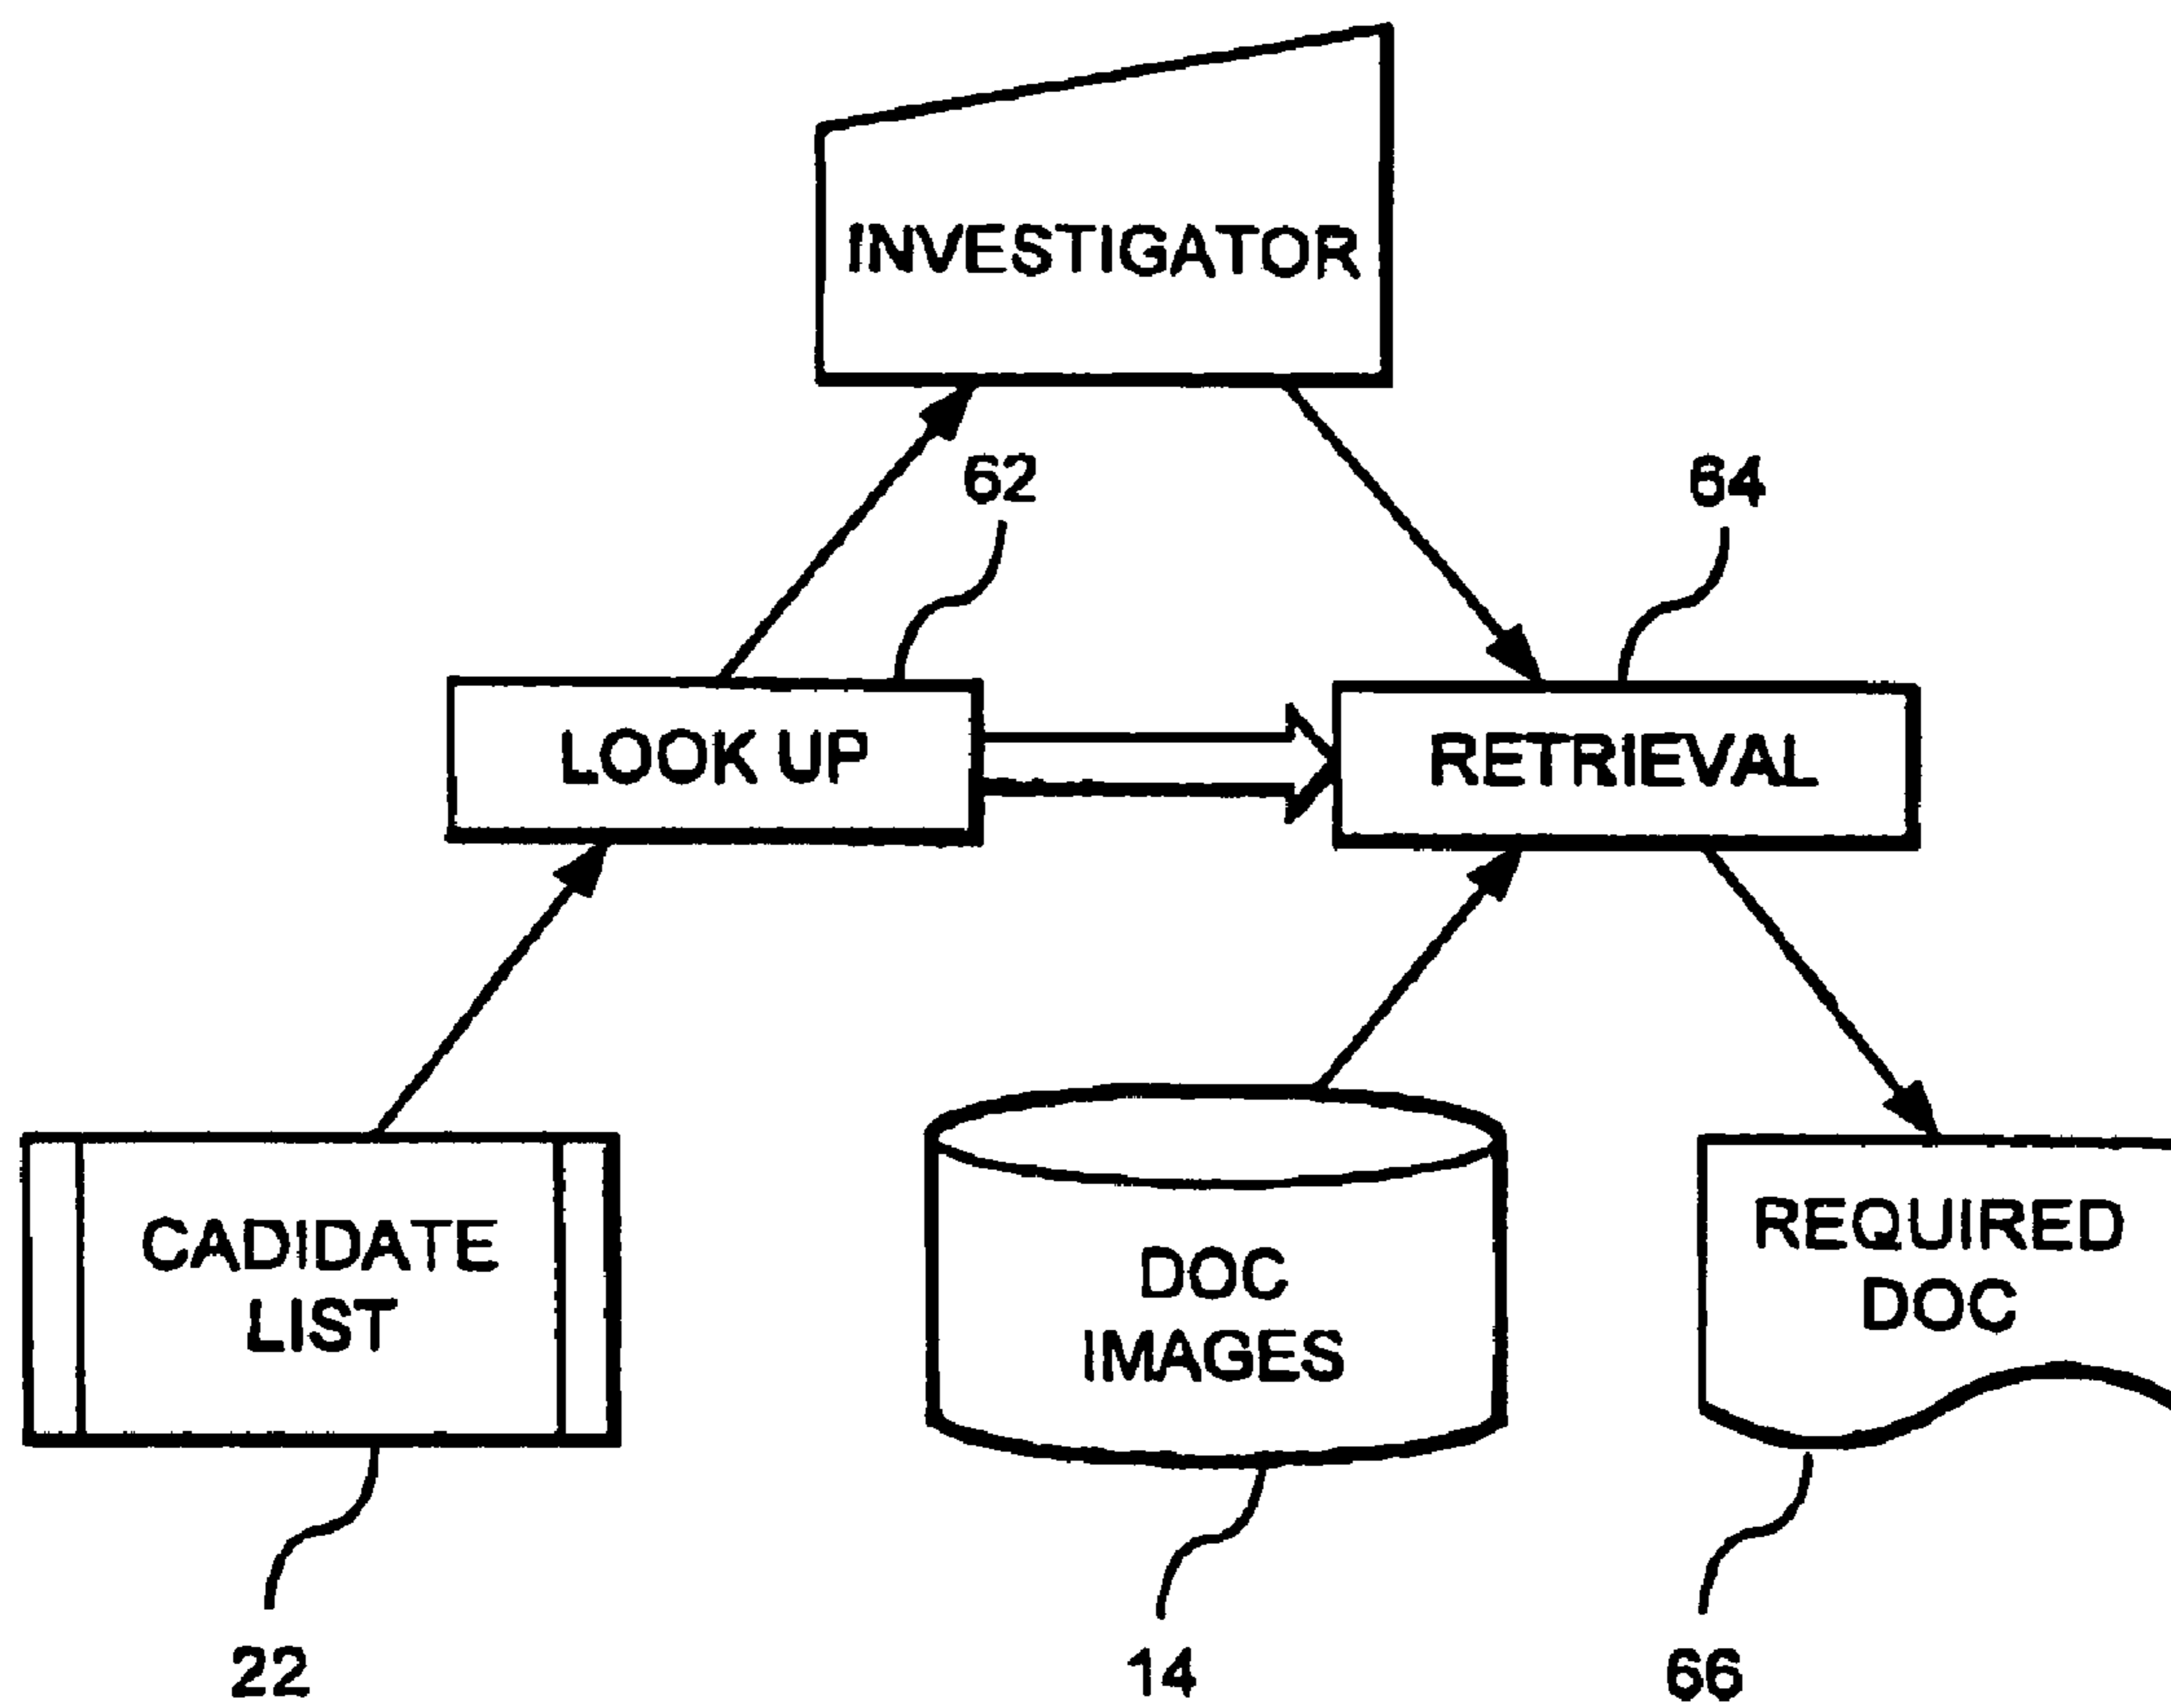 INVESTIGATOR
62
64
LOOK UP
RETRIEVAL
CADIDATE
LIST
DOC
IMAGES
REQUIRED
DOC
22
14
66